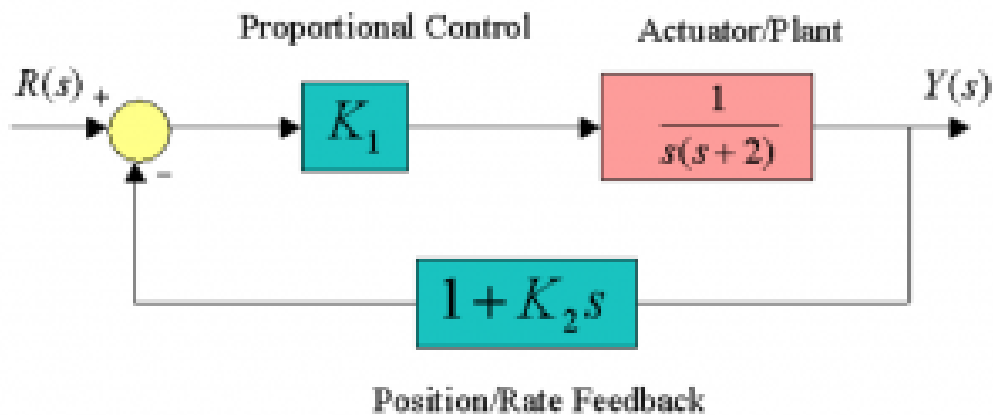 Proportional Control
Actuator/Plant
R(s)
+
K₁
1
s(s+2)
Y(s)
-
1+K₂s
Position/Rate Feedback